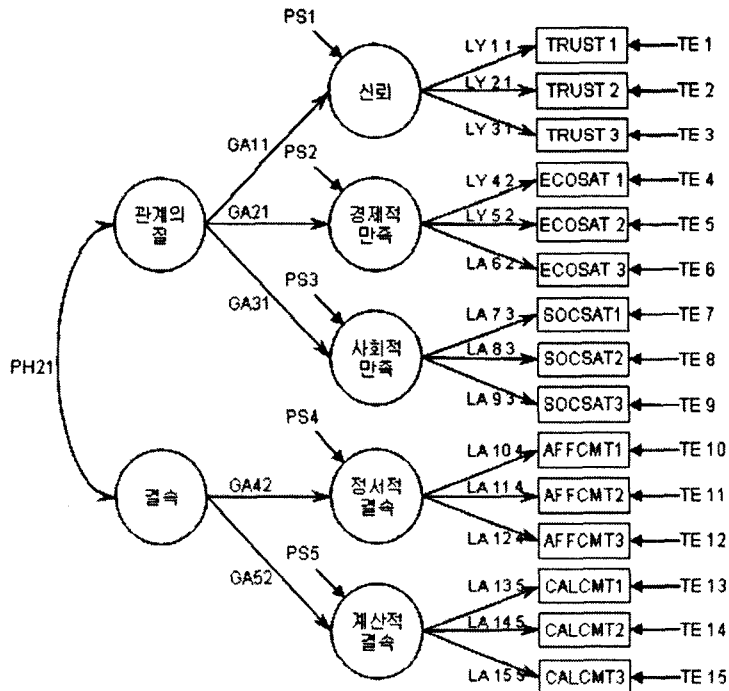 PS1
LY 1 1 TRUST 1 TE 1
신뢰 LY 2 1 TRUST 2 TE 2
LY 3 1 TRUST 3 TE 3
GA11
PS2
LY 4 2 ECOSAT 1 TE 4
관계의
질
GA21
경제적
만족
LY 5 2 ECOSAT 2 TE 5
LA 6 2 ECOSAT 3 TE 6
GA31
PS3
LA 7 3 SOCSAT1 TE 7
사회적
만족
LA 8 3 SOCSAT2 TE 8
LA 9 3 SOCSAT3 TE 9
PH21
PS4
LA 10 4 AFFCMT1 TE 10
결속
GA42
정서적
결속
LA 11 4 AFFCMT2 TE 11
LA 12 4 AFFCMT3 TE 12
GA52
PS5
LA 13 5 CALCMT1 TE 13
계산적
결속
LA 14 5 CALCMT2 TE 14
LA 15 5 CALCMT3 TE 15